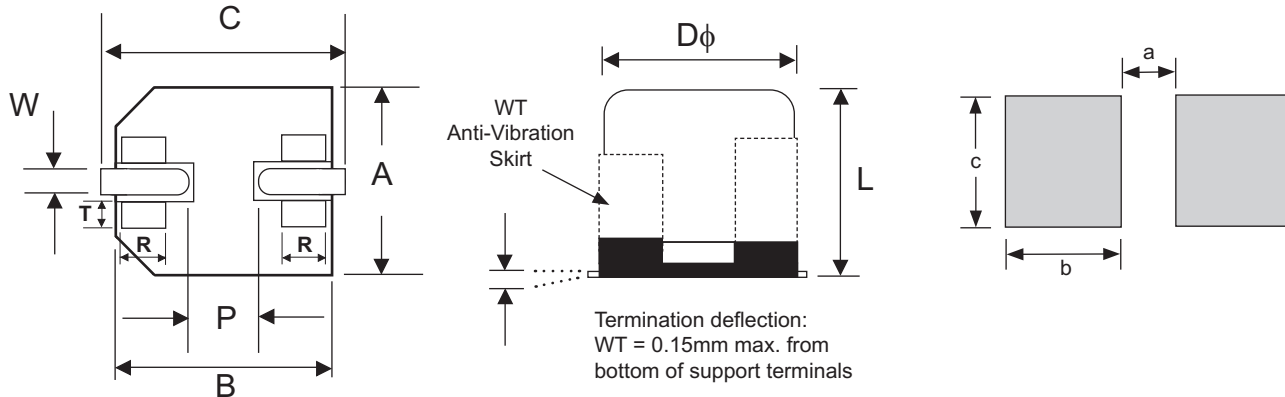 C
W
A
T
R
R
P
B
Dϕ
WT
Anti-Vibration
Skirt
L
Termination deflection:
WT = 0.15mm max. from
bottom of support terminals
a
c
b